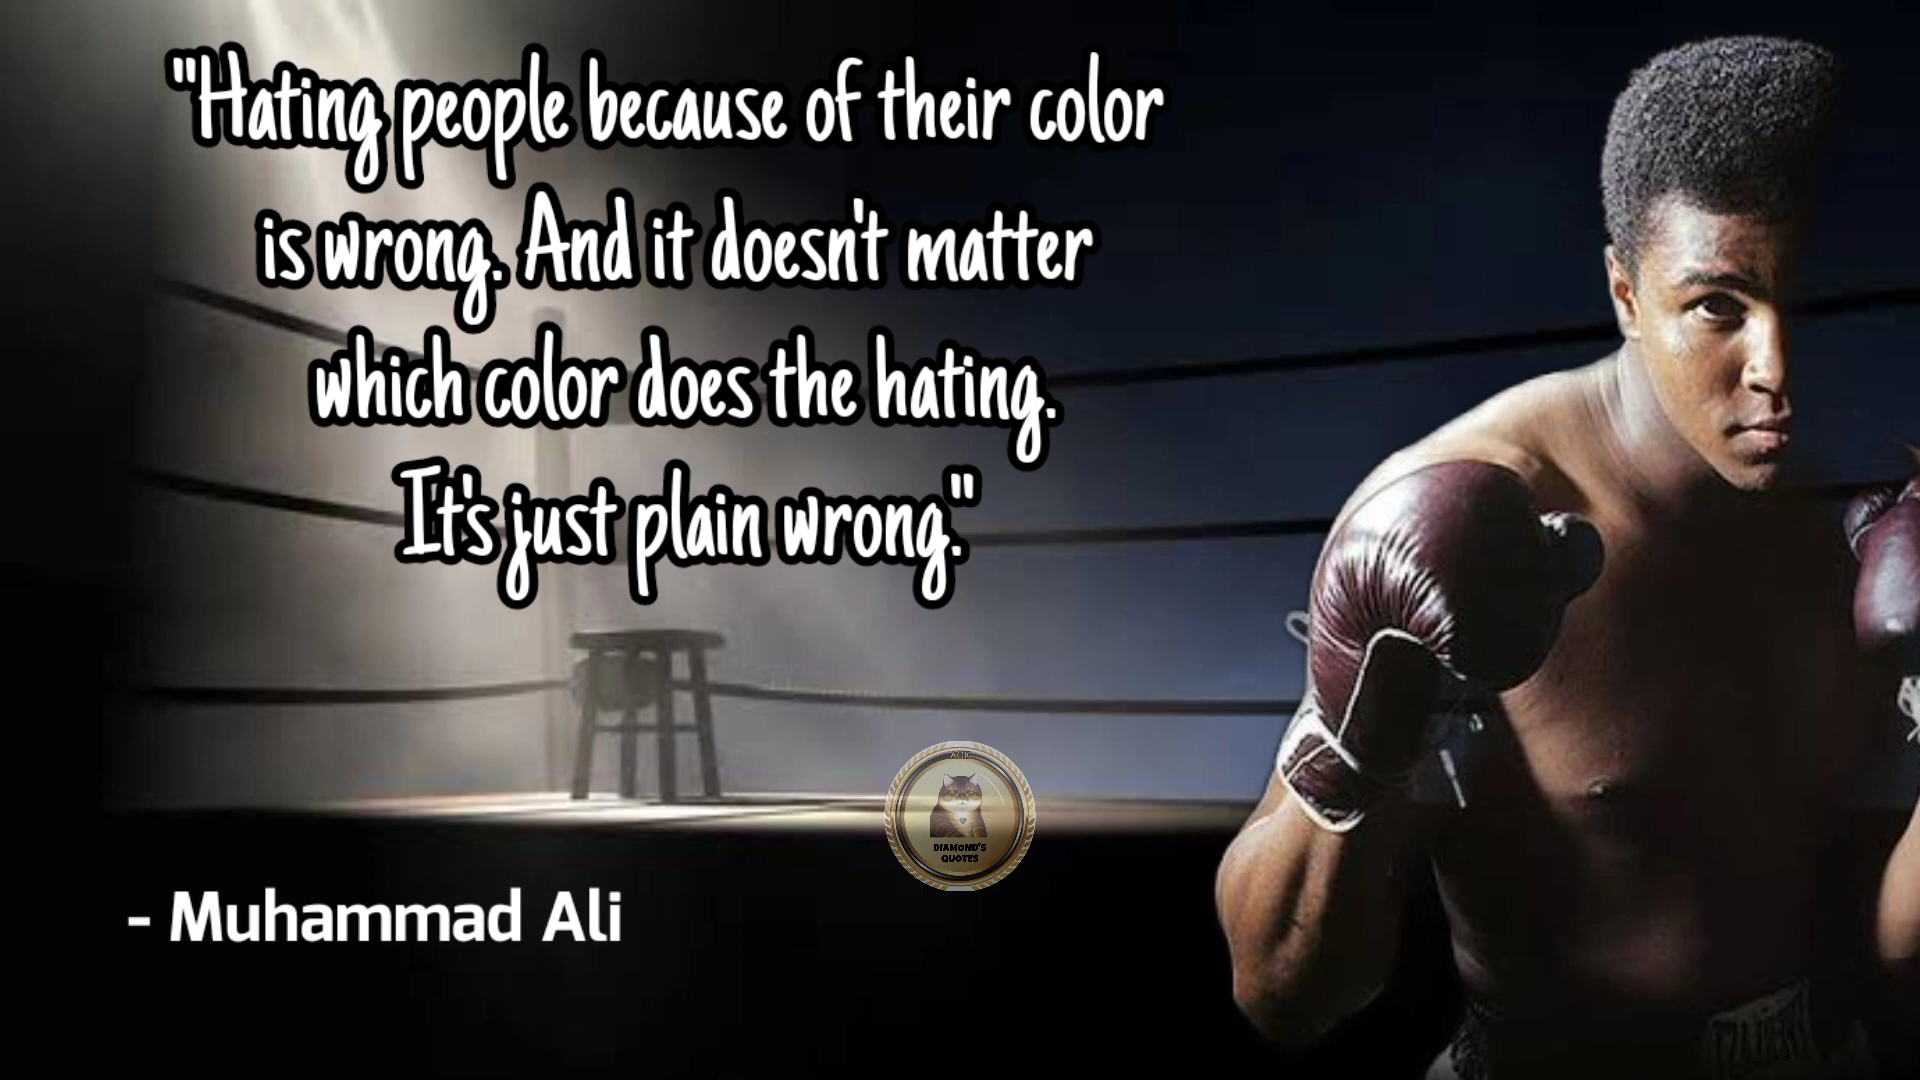 "Hating people because of their color
is wrong. And it doesn't matter
which color does the hating.
It's just plain wrong."
DIAMOND'S
QUOTES
- Muhammad Ali